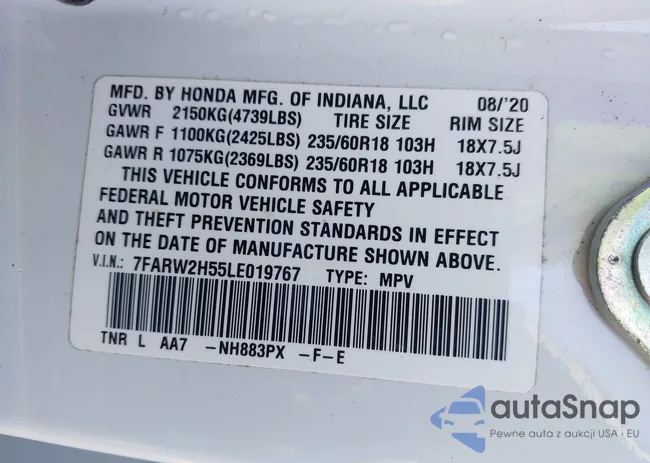 MFD. BY HONDA MFG. OF INDIANA, LLC 08/'20
GVWR 2150KG(4739LBS) TIRE SIZE RIM SIZE
GAWR F 1100KG(2425LBS) 235/60R18 103H 18X7.5J
GAWR R 1075KG(2369LBS) 235/60R18 103H 18X7.5J
THIS VEHICLE CONFORMS TO ALL APPLICABLE
FEDERAL MOTOR VEHICLE SAFETY
AND THEFT PREVENTION STANDARDS IN EFFECT
ON THE DATE OF MANUFACTURE SHOWN ABOVE.
V.I.N.: 7FARW2H55LE019767 TYPE: MPV
TNR L AA7 -NH883PX -F-E
autaSnap
Pewne auta z aukcji USA i EU